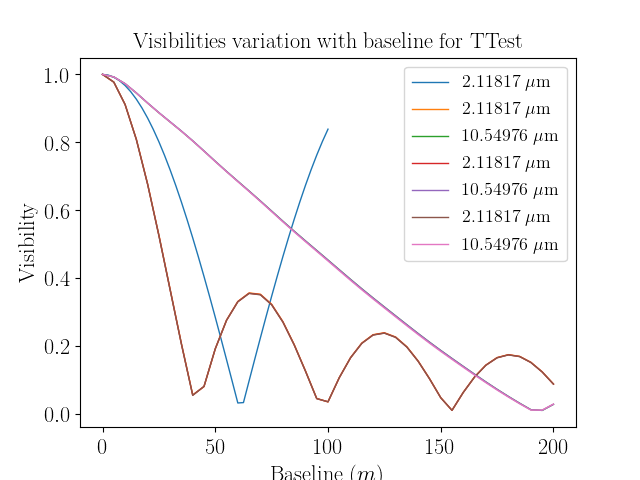 Visibilities variation with baseline for TTest
1.0
0.8
0.6
0.4
0.2
0.0
Visibility
2.11817 μm
2.11817 μm
10.54976 μm
2.11817 μm
10.54976 μm
2.11817 μm
10.54976 μm
0 50 100 150 200
Baseline (m)